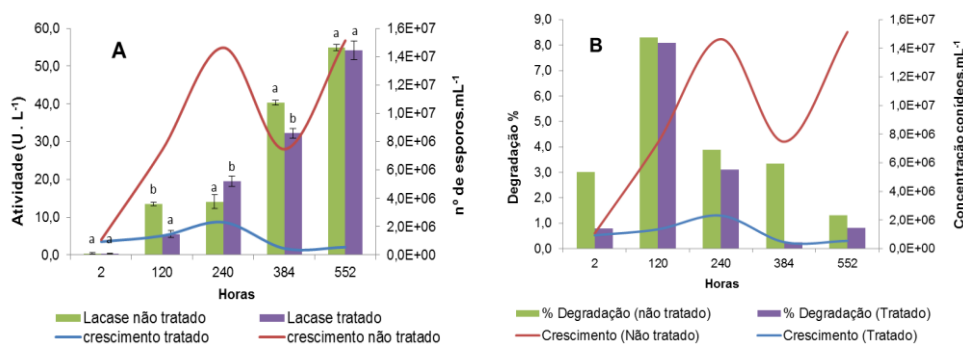 A
Atividade (U . L⁻¹)
60,0
50,0
40,0
30,0
20,0
10,0
0,0
1,6E+07
1,4E+07
1,2E+07
1,0E+07
8,0E+06
6,0E+06
4,0E+06
2,0E+06
0,0E+00
nº de esporos.mL⁻¹
a a
b a
a b
a b
a a
2 120 240 384 552
Horas
Lacase não tratado Lacase tratado
crescimento tratado crescimento não tratado
B
Degradação %
9,0
8,0
7,0
6,0
5,0
4,0
3,0
2,0
1,0
0,0
1,6E+07
1,4E+07
1,2E+07
1,0E+07
8,0E+06
6,0E+06
4,0E+06
2,0E+06
0,0E+00
Concentração conídeos.mL⁻¹
2 120 240 384 552
Horas
% Degradação (não tratado) % Degradação (Tratado)
Crescimento (Não tratado) Crescimento (Tratado)